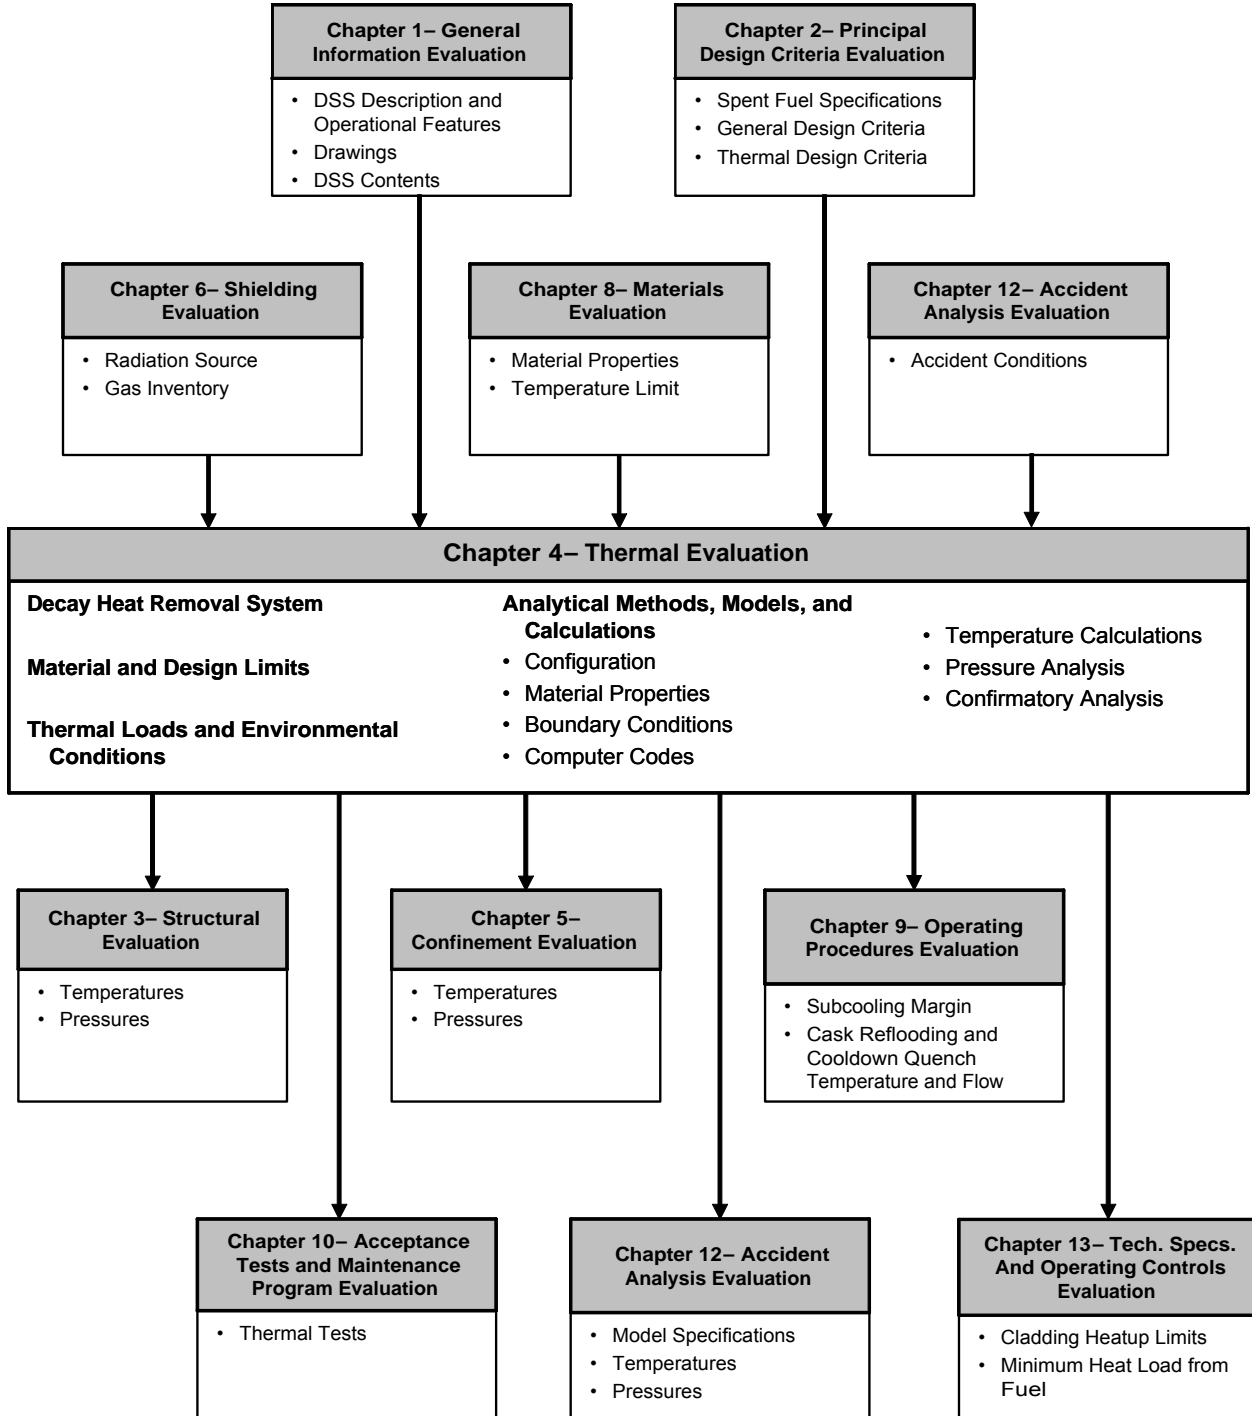 Chapter 1– General
Information Evaluation
• DSS Description and
Operational Features
• Drawings
• DSS Contents
Chapter 2– Principal
Design Criteria Evaluation
• Spent Fuel Specifications
• General Design Criteria
• Thermal Design Criteria
Chapter 6– Shielding
Evaluation
• Radiation Source
• Gas Inventory
Chapter 8– Materials
Evaluation
• Material Properties
• Temperature Limit
Chapter 12– Accident
Analysis Evaluation
• Accident Conditions
Chapter 4– Thermal Evaluation
Decay Heat Removal System
Material and Design Limits
Thermal Loads and Environmental
Conditions
Analytical Methods, Models, and
Calculations
• Configuration
• Material Properties
• Boundary Conditions
• Computer Codes
• Temperature Calculations
• Pressure Analysis
• Confirmatory Analysis
Chapter 3– Structural
Evaluation
• Temperatures
• Pressures
Chapter 5–
Confinement Evaluation
• Temperatures
• Pressures
Chapter 9– Operating
Procedures Evaluation
• Subcooling Margin
• Cask Reflooding and
Cooldown Quench
Temperature and Flow
Chapter 10– Acceptance
Tests and Maintenance
Program Evaluation
• Thermal Tests
Chapter 12– Accident
Analysis Evaluation
• Model Specifications
• Temperatures
• Pressures
Chapter 13– Tech. Specs.
And Operating Controls
Evaluation
• Cladding Heatup Limits
• Minimum Heat Load from
Fuel